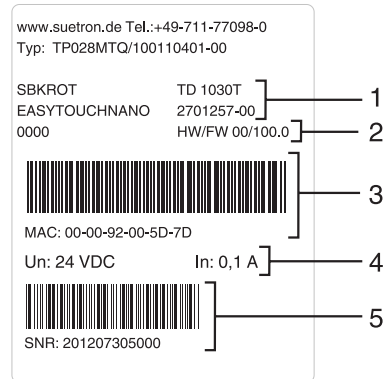 www.suetron.de Tel.:+49-711-77098-0
Typ: TP028MTQ/100110401-00
SBKROT TD 1030T
EASYTOUCHNANO 2701257-00
1
0000 HW/FW 00/100.0
2
3
MAC: 00-00-92-00-5D-7D
Un: 24 VDC In: 0,1 A
4
5
SNR: 201207305000